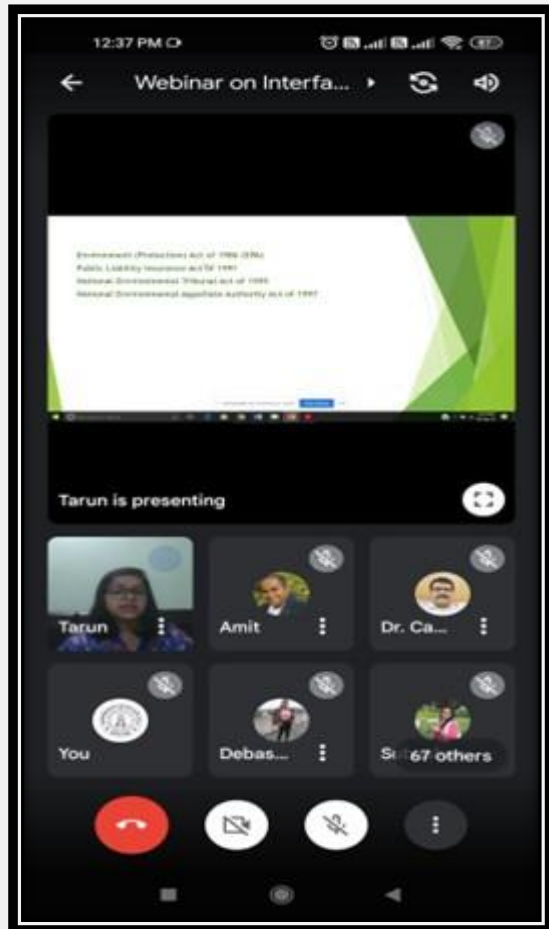 12:37 PM
87
Webinar on Interfa...
Environment (Protection) Act of 1986 (EPA)
Public Liability Insurance Act of 1991
National Environmental Tribunal Act of 1995
National Environmental Appellate Authority Act of 1997
Tarun is presenting
Tarun
Amit
Dr. Ca...
You
Debas...
67 others